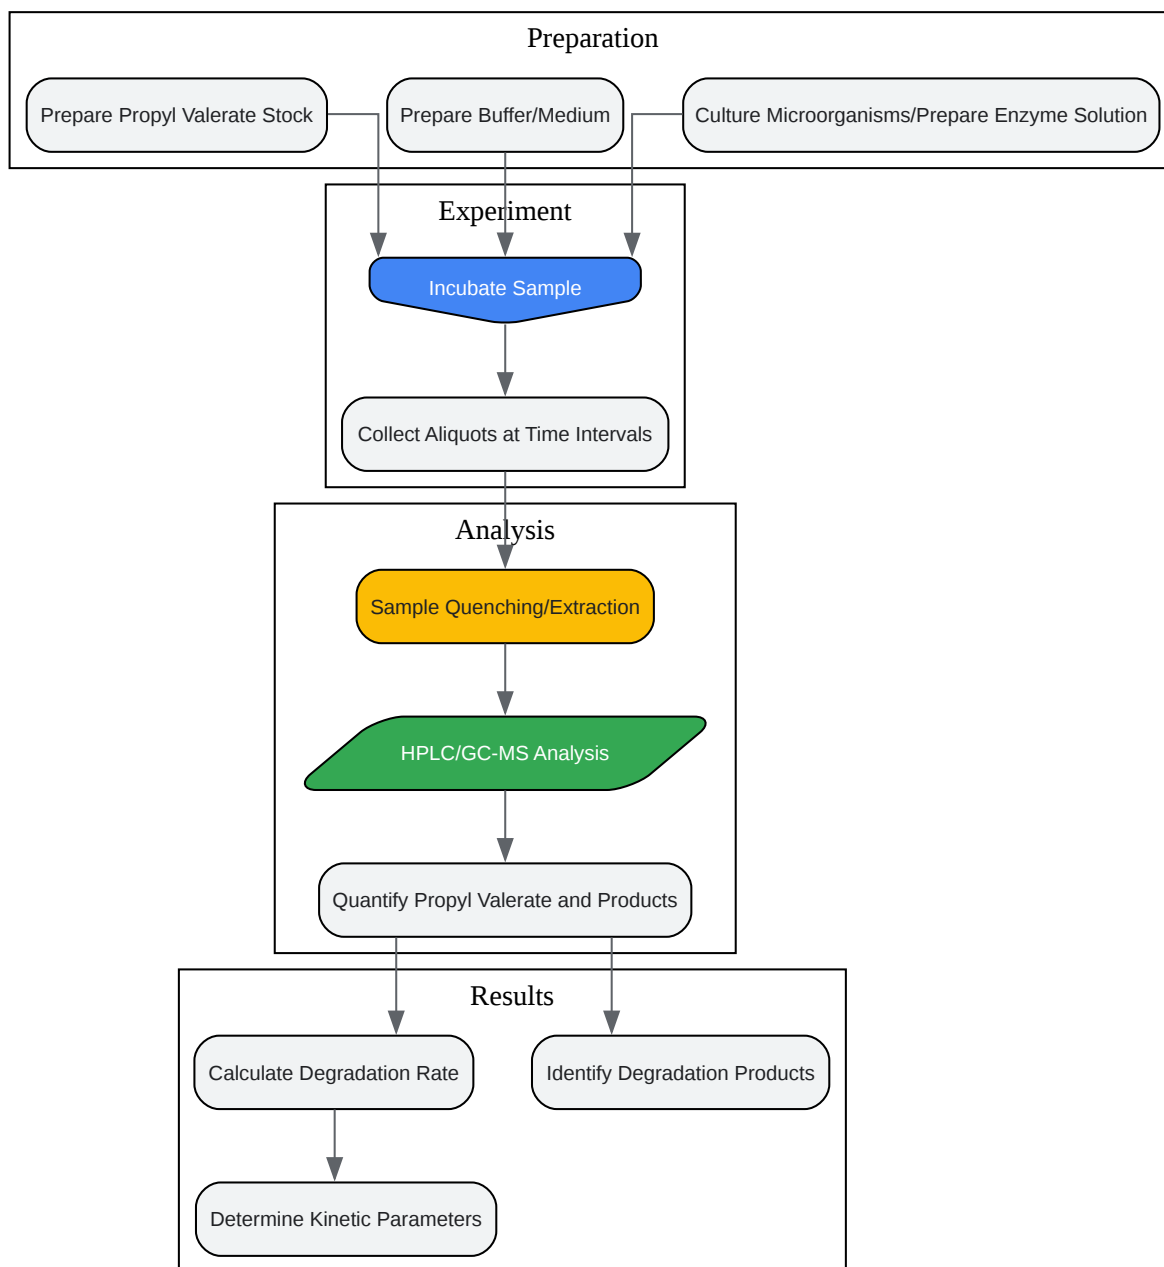 Preparation
Prepare Propyl Valerate Stock
Prepare Buffer/Medium
Culture Microorganisms/Prepare Enzyme Solution
Experiment
Incubate Sample
Collect Aliquots at Time Intervals
Analysis
Sample Quenching/Extraction
HPLC/GC-MS Analysis
Quantify Propyl Valerate and Products
Results
Calculate Degradation Rate
Identify Degradation Products
Determine Kinetic Parameters